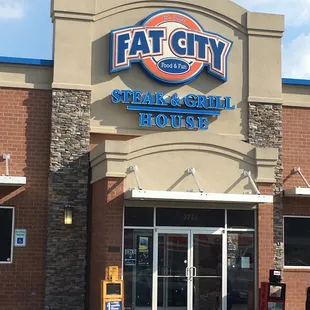 FAT CITY
Food & Fun
STEAK & GRILL
HOUSE